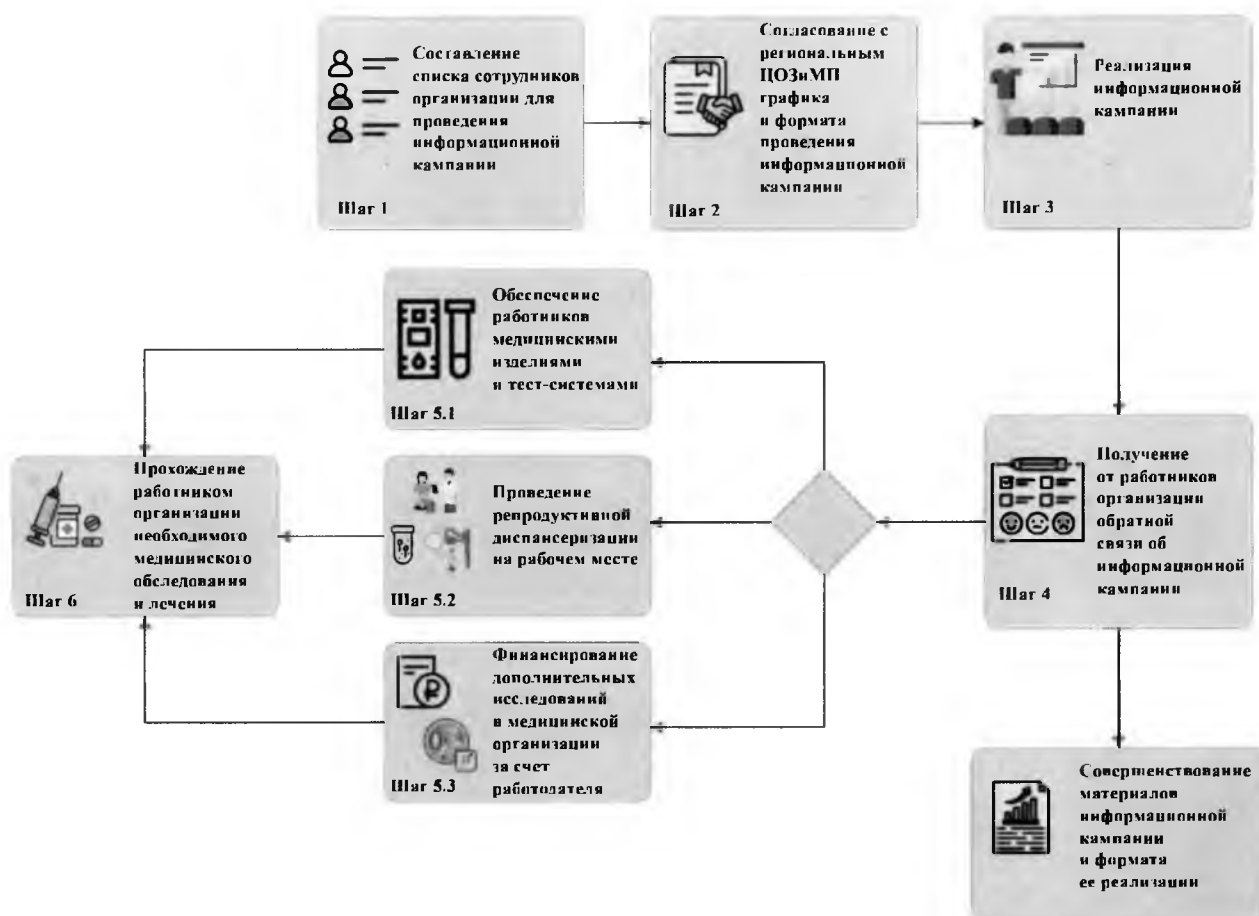 Составление
списка сотрудников
организации для
проведения
информационной
кампании
Шаг 1
Согласование с
региональным
ЦОЗиМП
графика
и формата
проведения
информационной
кампании
Шаг 2
Реализация
информационной
кампании
Шаг 3
Обеспечение
работников
медицинскими
изделиями
и тест-системами
Шаг 5.1
Прохождение
работником
организации
необходимого
медицинского
обследования
и лечения
Шаг 6
Проведение
репродуктивной
диспансеризации
на рабочем месте
Шаг 5.2
Получение
от работников
организации
обратной
связи об
информационной
кампании
Шаг 4
Финансирование
дополнительных
исследований
в медицинской
организации
за счет
работодателя
Шаг 5.3
Совершенствование
материалов
информационной
кампании
и формата
ее реализации